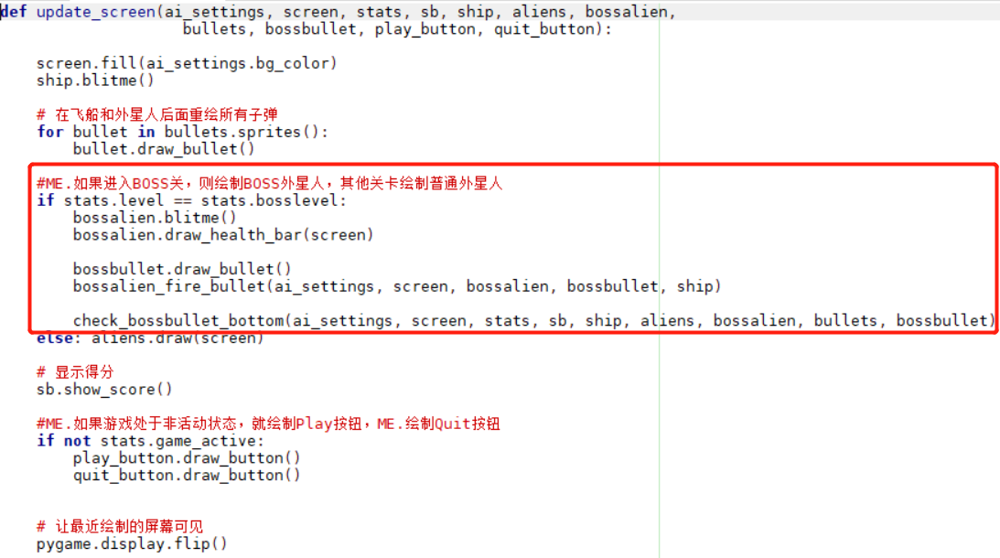 def update_screen(ai_settings, screen, stats, sb, ship, aliens, bossalien,
                  bullets, bossbullet, play_button, quit_button):
    screen.fill(ai_settings.bg_color)
    ship.blitme()
    # 在飞船和外星人后面重绘所有子弹
    for bullet in bullets.sprites():
        bullet.draw_bullet()
    #ME.如果进入BOSS关，则绘制BOSS外星人，其他关卡绘制普通外星人
    if stats.level == stats.bosslevel:
        bossalien.blitme()
        bossalien.draw_health_bar(screen)
        bossbullet.draw_bullet()
        bossalien_fire_bullet(ai_settings, screen, bossalien, bossbullet, ship)
        check_bossbullet_bottom(ai_settings, screen, stats, sb, ship, aliens, bossalien, bullets, bossbullet)
    else: aliens.draw(screen)
    # 显示得分
    sb.show_score()
    #ME.如果游戏处于非活动状态，就绘制Play按钮，ME.绘制Quit按钮
    if not stats.game_active:
        play_button.draw_button()
        quit_button.draw_button()
    # 让最近绘制的屏幕可见
    pygame.display.flip()